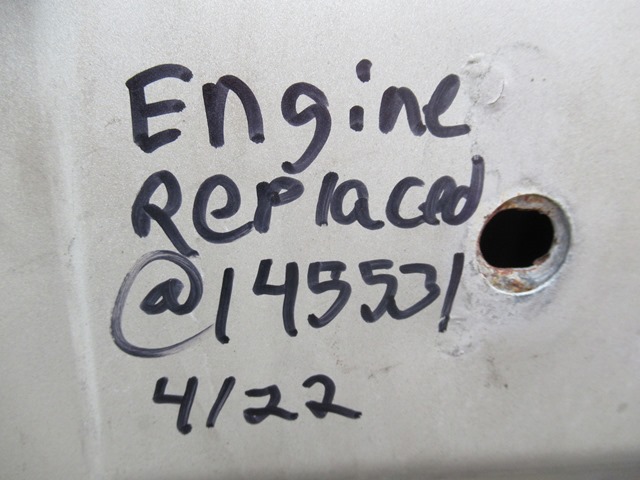 Engine
Replaced
@145531
4/22